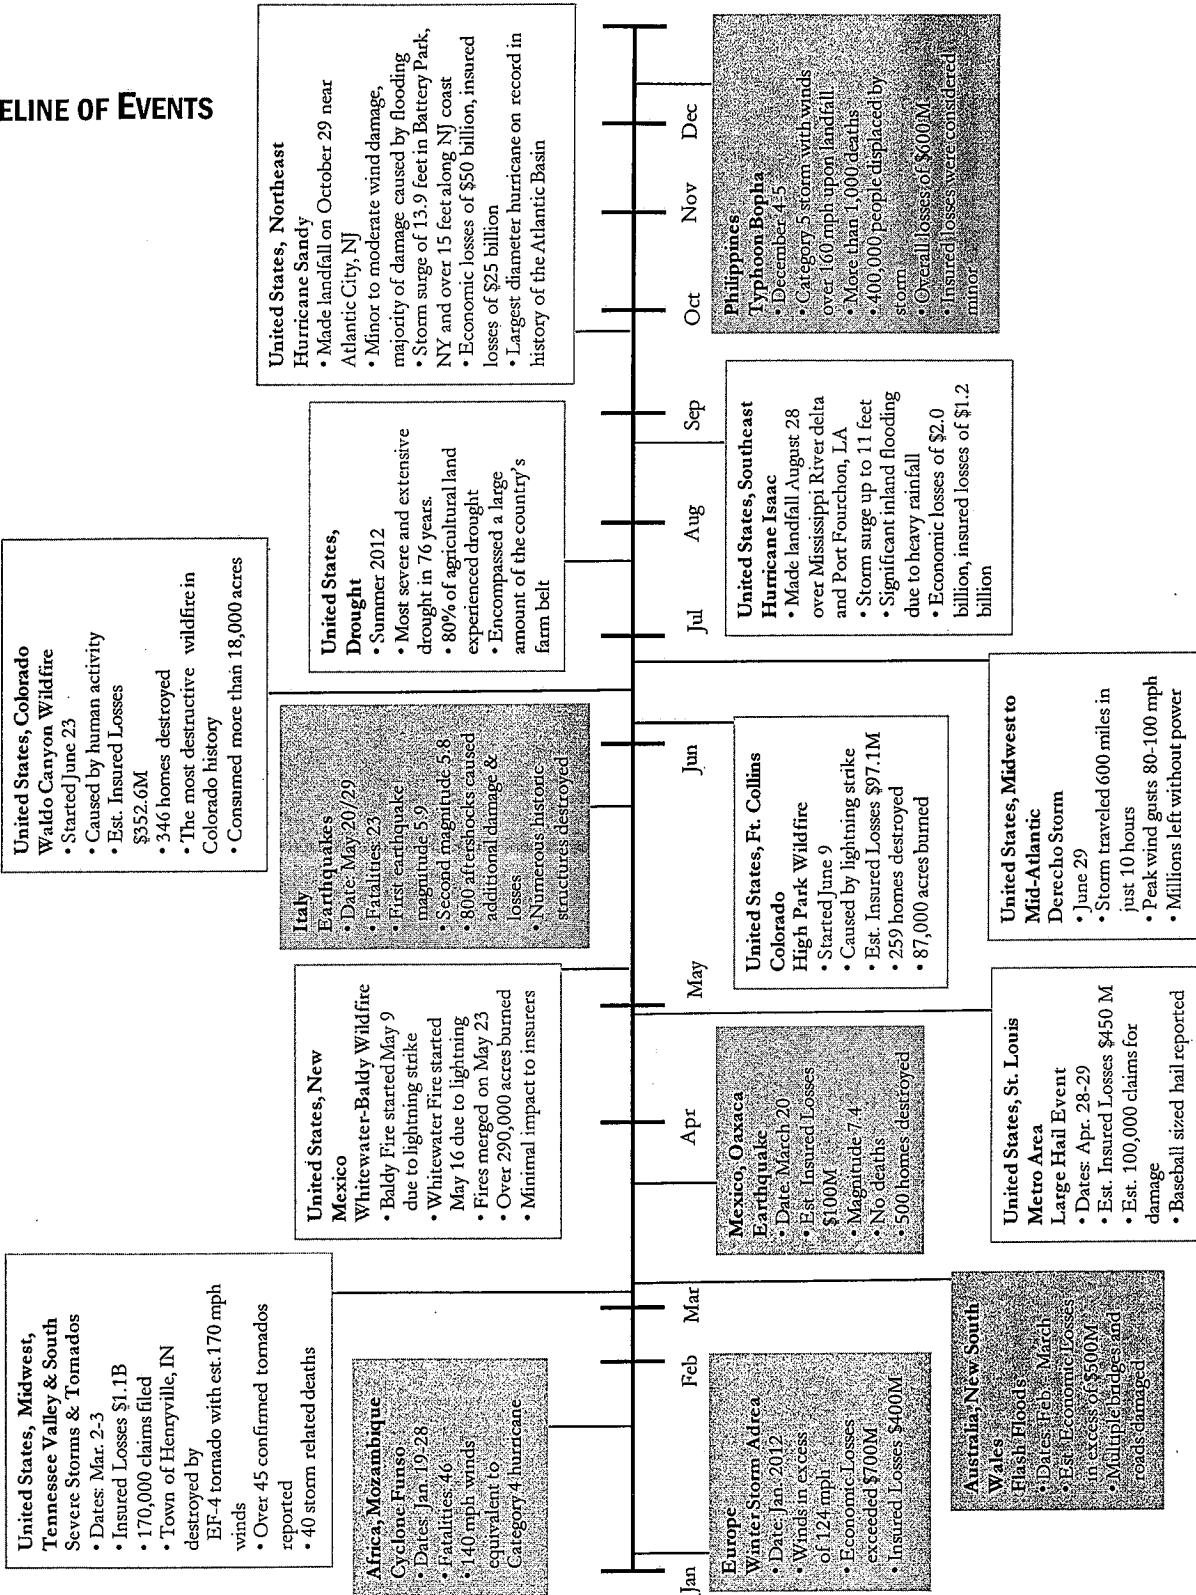 ELINE OF EVENTS
United States, Midwest,
Tennessee Valley & South
Severe Storms & Tornados
• Dates: Mar. 2-3
• Insured Losses $1.1B
• 170,000 claims filed
• Town of Henryville, IN
destroyed by
EF-4 tornado with est.170 mph
winds
• Over 45 confirmed tornados
reported
• 40 storm related deaths
Africa, Mozambique
Cyclone Funso
• Dates: Jan. 19-28
• Fatalities: 46
• 140 mph winds
equivalent to
Category 4 hurricane
United States, New
Mexico
Whitewater-Baldy Wildfire
• Baldy Fire started May 9
due to lightning strike
• Whitewater Fire started
May 16 due to lightning
• Fires merged on May 23
• Over 290,000 acres burned
• Minimal impact to insurers
United States, Colorado
Waldo Canyon Wildfire
• Started June 23
• Caused by human activity
• Est. Insured Losses
$352.6M
• 346 homes destroyed
• The most destructive wildfire in
Colorado history
• Consumed more than 18,000 acres
Italy
Earthquakes
• Date: May 20/29
• Fatalities: 23
• First earthquake
magnitude 5.9
• Second magnitude 5.8
• 800 aftershocks caused
additional damage &
losses
• Numerous historic
structures destroyed
United States,
Drought
• Summer 2012
• Most severe and extensive
drought in 76 years.
• 80% of agricultural land
experienced drought
• Encompassed a large
amount of the country's
farm belt
United States, Northeast
Hurricane Sandy
• Made landfall on October 29 near
Atlantic City, NJ
• Minor to moderate wind damage,
majority of damage caused by flooding
• Storm surge of 13.9 feet in Battery Park,
NY and over 15 feet along NJ coast
• Economic losses of $50 billion, insured
losses of $25 billion
• Largest diameter hurricane on record in
history of the Atlantic Basin
Jan
Feb
Mar
Apr
May
Jun
Jul
Aug
Sep
Oct
Nov
Dec
Europe
Winter Storm Andrea
• Date: Jan. 2012
• Winds in excess
of 124 mph
• Economic Losses
exceeded $700M
• Insured Losses $400M
Australia, New South
Wales
Flash Floods
• Dates: Feb. - March
• Est. Economic Losses
in excess of $500M
• Multiple bridges and
roads damaged
Mexico, Oaxaca
Earthquake
• Date: March 20
• Est. Insured Losses
$100M
• Magnitude 7.4
• No deaths
• 500 homes destroyed
United States, St. Louis
Metro Area
Large Hail Event
• Dates: Apr. 28-29
• Est. Insured Losses $450 M
• Est. 100,000 claims for
damage
• Baseball sized hail reported
United States, Ft. Collins
Colorado
High Park Wildfire
• Started June 9
• Caused by lightning strike
• Est. Insured Losses $97.1M
• 259 homes destroyed
• 87,000 acres burned
United States, Midwest to
Mid-Atlantic
Derecho Storm
• June 29
• Storm traveled 600 miles in
just 10 hours
• Peak wind gusts 80-100 mph
• Millions left without power
United States, Southeast
Hurricane Isaac
• Made landfall August 28
over Mississippi River delta
and Port Fourchon, LA
• Storm surge up to 11 feet
• Significant inland flooding
due to heavy rainfall
• Economic losses of $2.0
billion, insured losses of $1.2
billion
Philippines
Typhoon Bopha
• December 4-5
• Category 5 storm with winds
over 160 mph upon landfall
• More than 1,000 deaths
• 400,000 people displaced by
storm
• Overall losses of $600M
• Insured losses were considered
minor